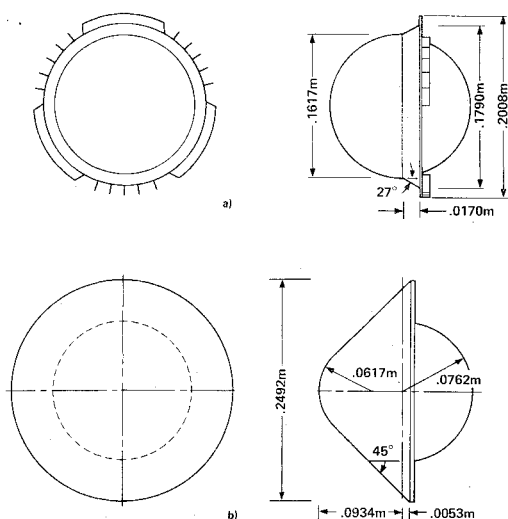 .1617m
.1790m
.2008m
27°
.0170m
a)
.2492m
.0617m
.0762m
45°
.0934m
.0053m
b)